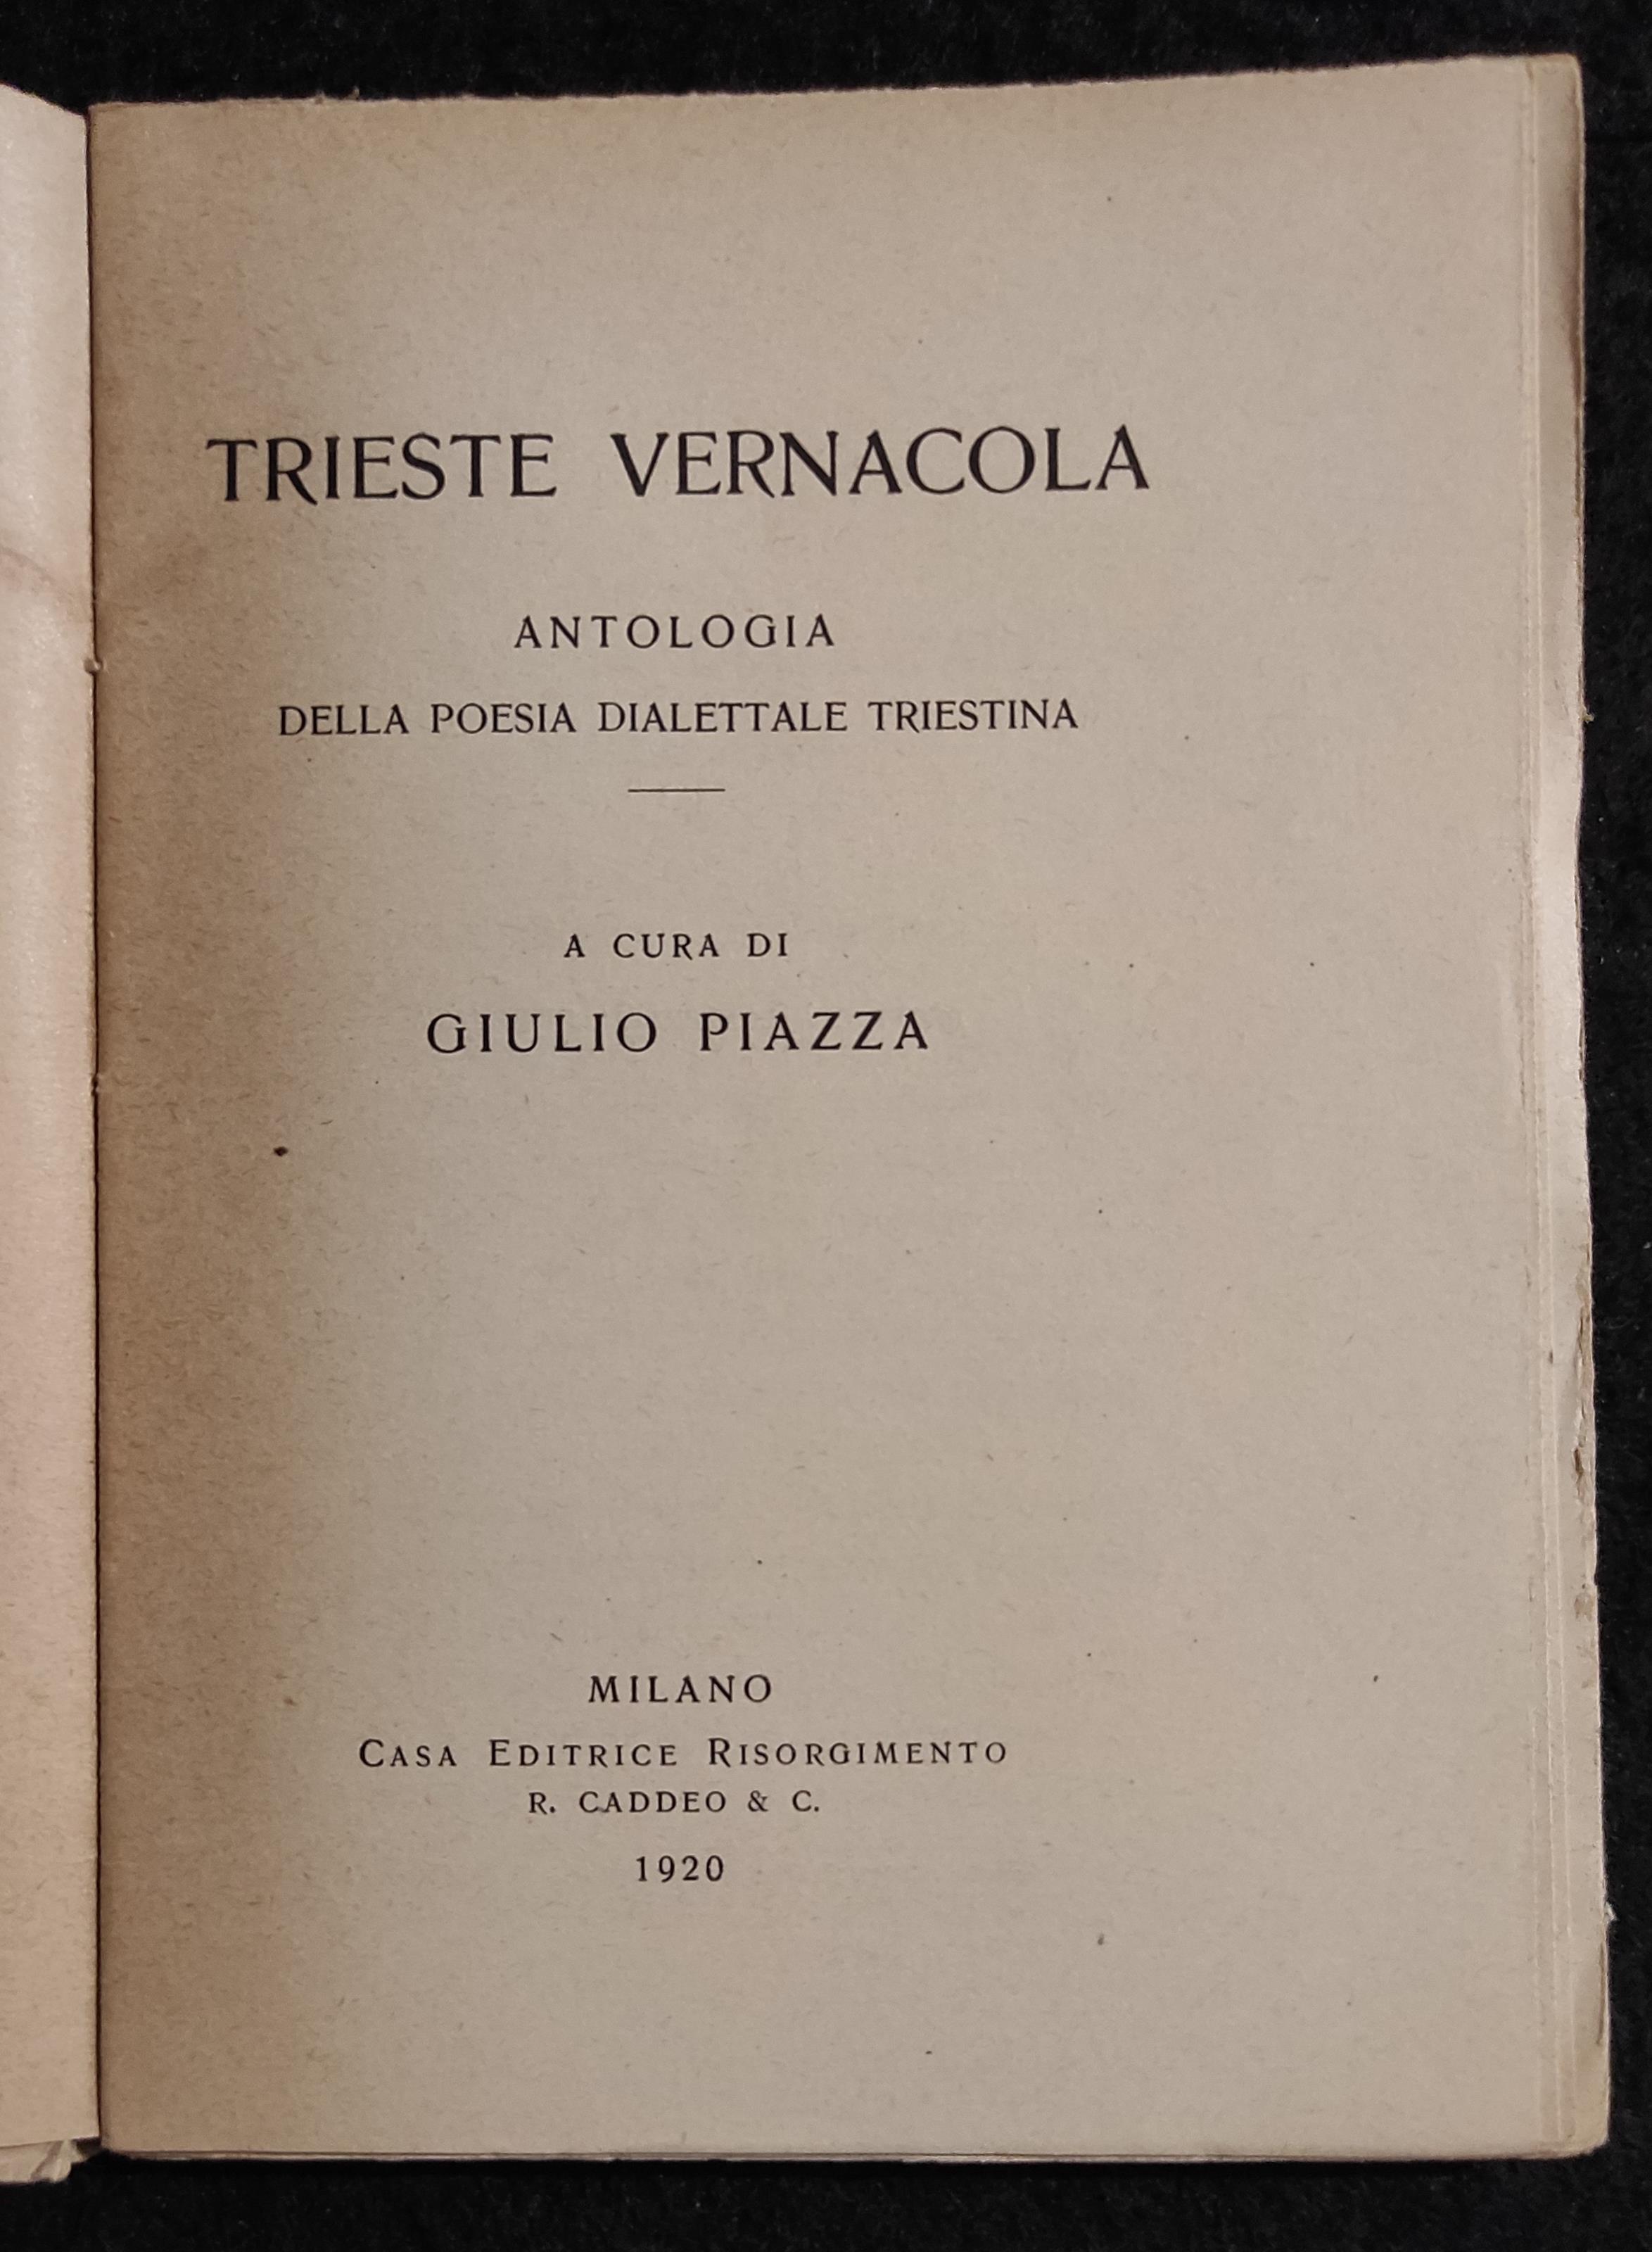 TRIESTE VERNACOLA
ANTOLOGIA
DELLA POESIA DIALETTALE TRIESTINA
A CURA DI
GIULIO PIAZZA
MILANO
CASA EDITRICE RISORGIMENTO
R. CADDEO & C.
1920